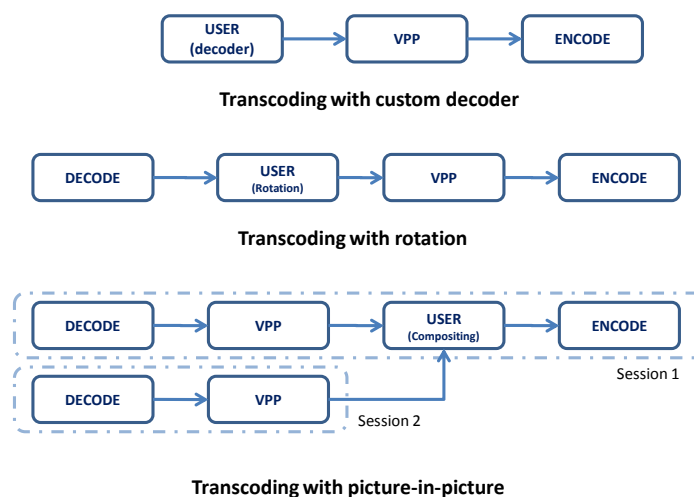 USER
(decoder)
VPP
ENCODE
Transcoding with custom decoder
DECODE
USER
(Rotation)
VPP
ENCODE
Transcoding with rotation
DECODE
VPP
USER
(Compositing)
ENCODE
Session 1
DECODE
VPP
Session 2
Transcoding with picture-in-picture